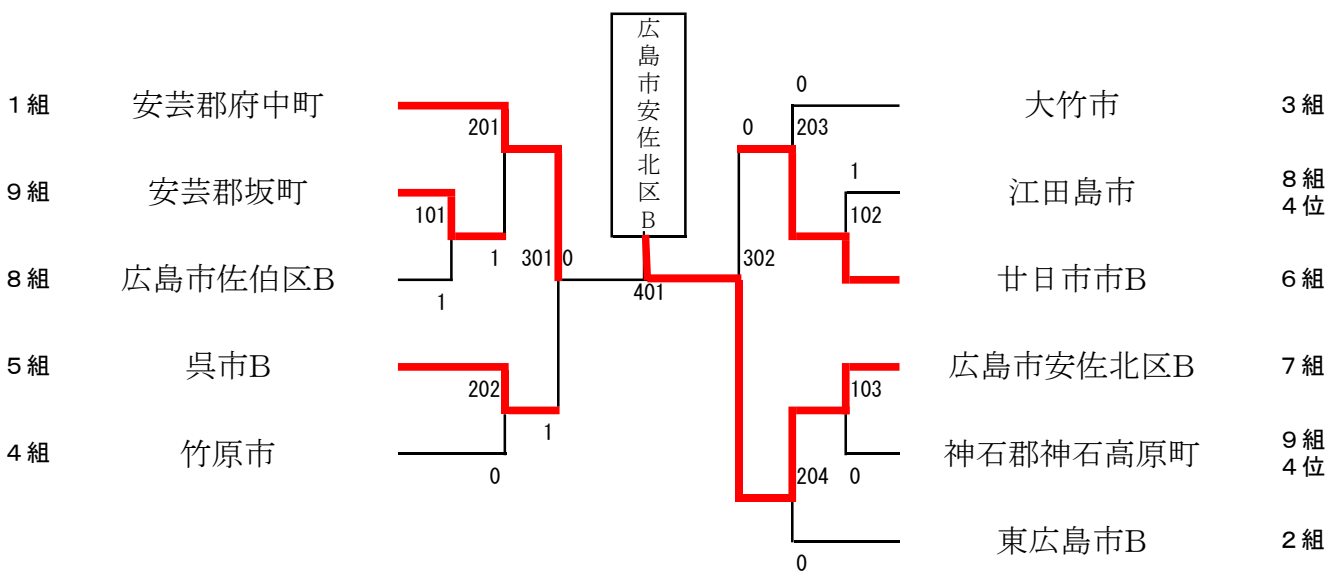 広島市安佐北区B
1組 安芸郡府中町
201
9組 安芸郡坂町
101
1
8組 広島市佐伯区B
1
301
0
5組 呉市B
202
1
4組 竹原市
0
401
0
大竹市 3組
0
203
1
江田島市 8組
4位
102
302
廿日市市B 6組
広島市安佐北区B 7組
103
神石郡神石高原町 9組
4位
0
204
東広島市B 2組
0